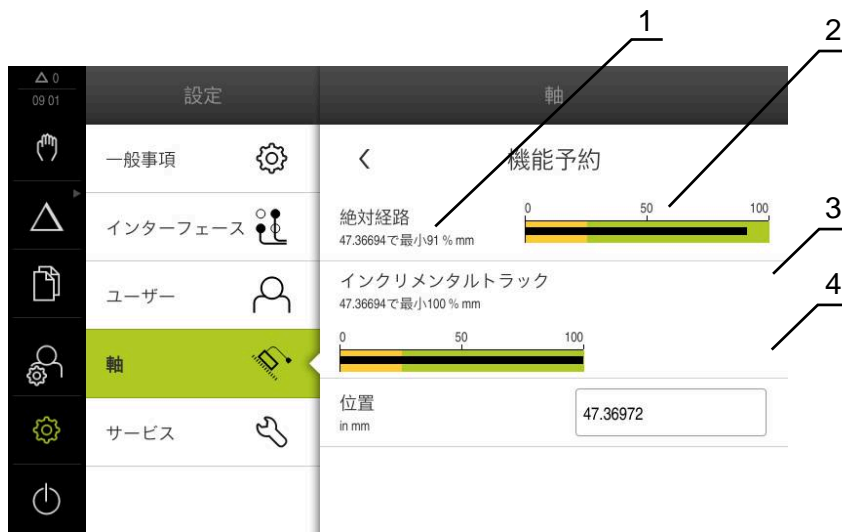 1
2
3
4
0
09 01
設定
軸
一般事項
インターフェース
ユーザー
軸
サービス
機能予約
絶対経路
47.36694で最小91 % mm
0 50 100
インクリメンタルトラック
47.36694で最小100 % mm
0 50 100
位置
in mm
47.36972